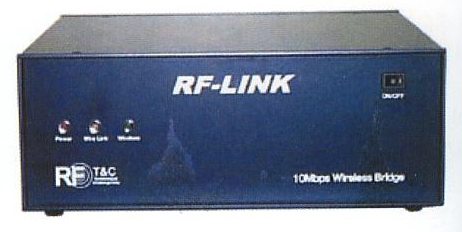 RF-LINK
ON/OFF
Power Wire Link Wireless
RF T&C
10Mbps Wireless Bridge